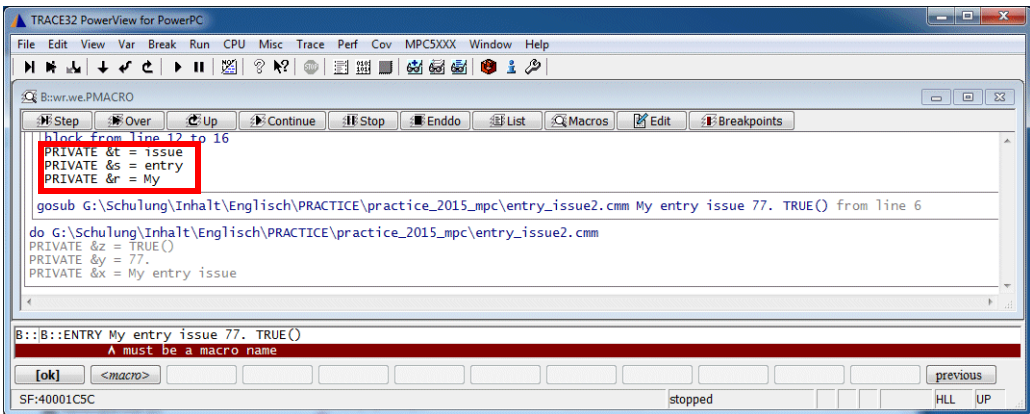 TRACE32 PowerView for PowerPC
File Edit View Var Break Run CPU Misc Trace Perf Cov MPC5XXX Window Help
B::wr.we.PMACRO
Step Over Up Continue Stop Enddo List Macros Edit Breakpoints
block from line 12 to 16
PRIVATE &t = issue
PRIVATE &s = entry
PRIVATE &r = My
gosub G:\Schulung\Inhalt\Englisch\PRACTICE\practice_2015_mpc\entry_issue2.cmm My entry issue 77. TRUE() from line 6
do G:\Schulung\Inhalt\Englisch\PRACTICE\practice_2015_mpc\entry_issue2.cmm
PRIVATE &z = TRUE()
PRIVATE &y = 77.
PRIVATE &x = My entry issue
B::B::ENTRY My entry issue 77. TRUE()
^ must be a macro name
[ok] <macro> previous
SF:40001C5C stopped HLL UP